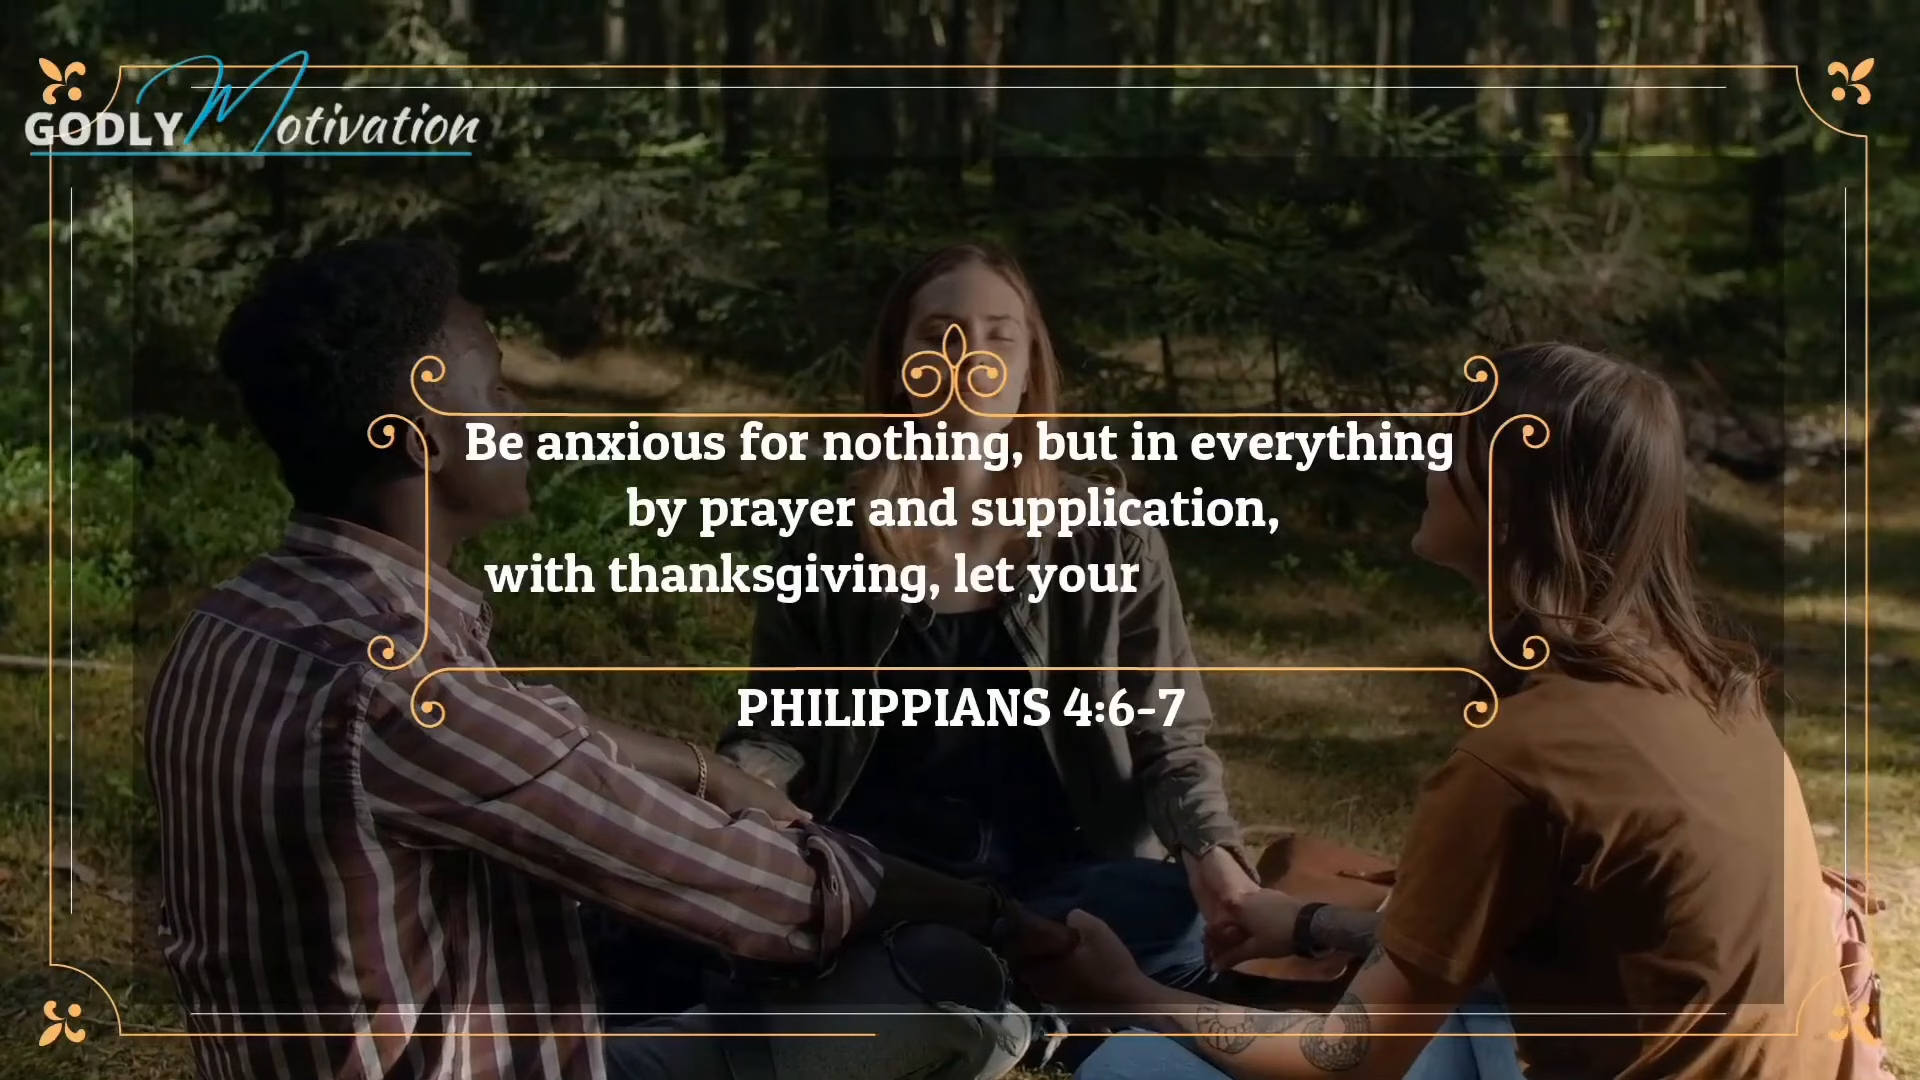 GODLY Motivation
Be anxious for nothing, but in everything
by prayer and supplication,
with thanksgiving, let your
PHILIPPIANS 4:6-7